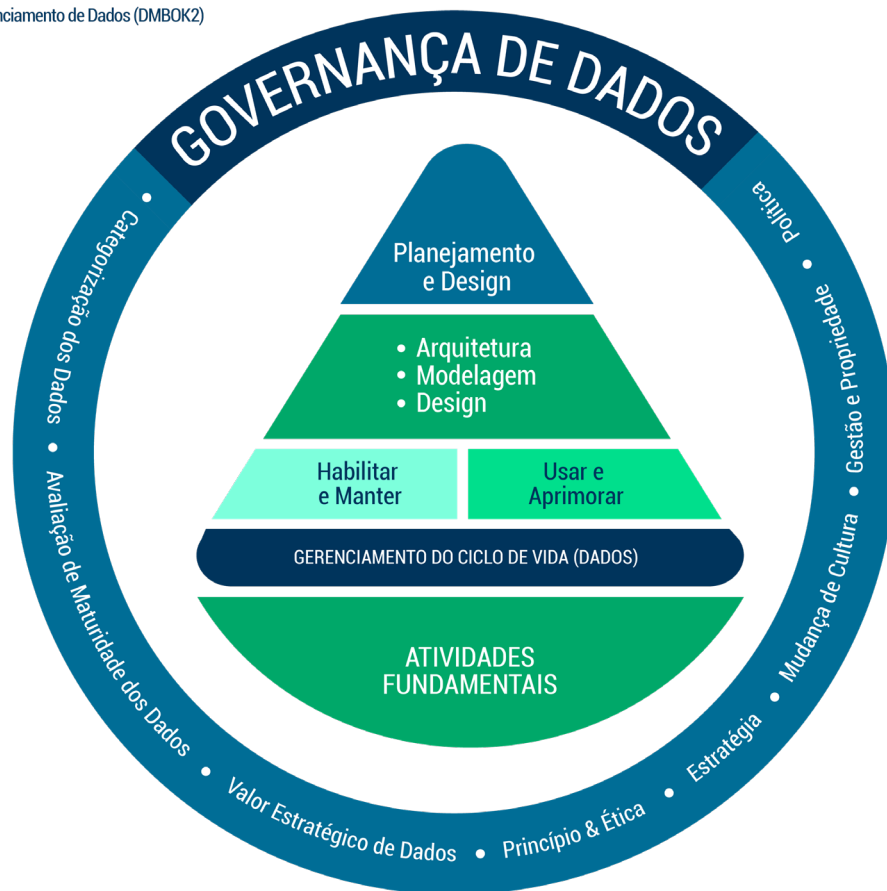 de Dados (DMBOK2)
GOVERNANÇA DE DADOS
Planejamento
e Design
• Arquitetura
• Modelagem
• Design
Habilitar
e Manter
Usar e
Aprimorar
GERENCIAMENTO DO CICLO DE VIDA (DADOS)
ATIVIDADES
FUNDAMENTAIS
Política
• Gestão e Propriedade
• Mudança de Cultura
• Estratégia
• Princípio & Ética
• Valor Estratégico de Dados
• Avaliação de Maturidade dos Dados
• Categorização dos Dados •